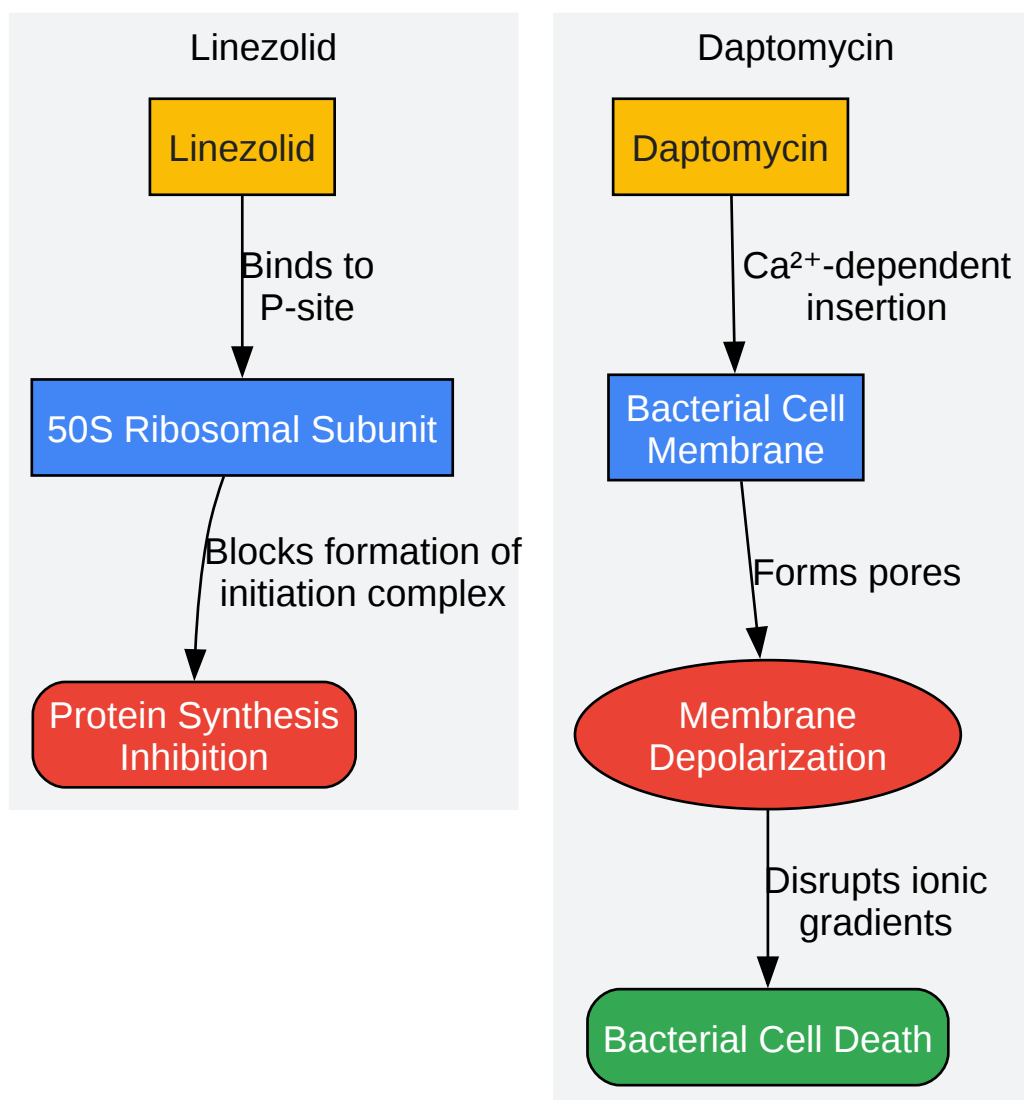 Linezolid
Linezolid
Binds to
P-site
50S Ribosomal Subunit
Blocks formation of
initiation complex
Protein Synthesis
Inhibition
Daptomycin
Daptomycin
Ca²⁺-dependent
insertion
Bacterial Cell
Membrane
Forms pores
Membrane
Depolarization
Disrupts ionic
gradients
Bacterial Cell Death